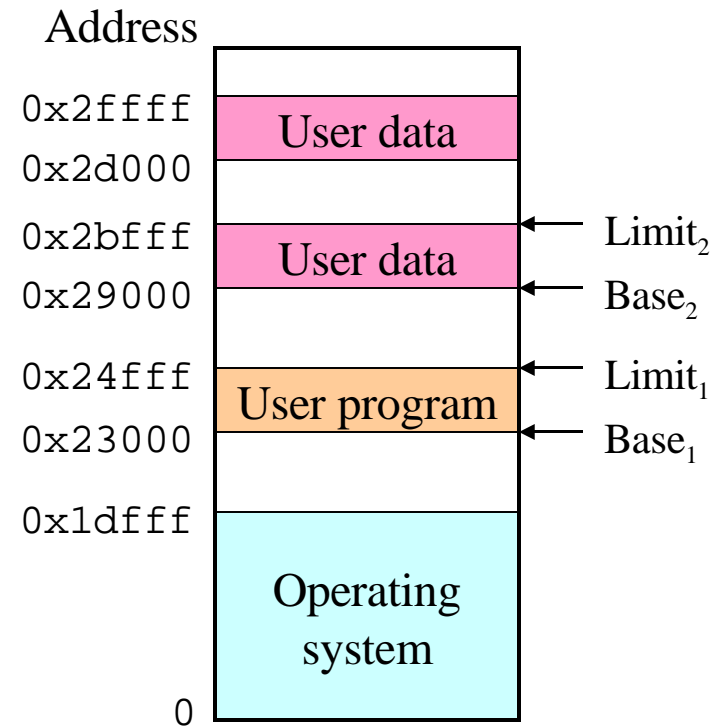 Address
0x2ffff
User data
0x2d000
0x2bfff
User data
Limit₂
0x29000
Base₂
0x24fff
Limit₁
User program
0x23000
Base₁
0x1dfff
Operating
system
0